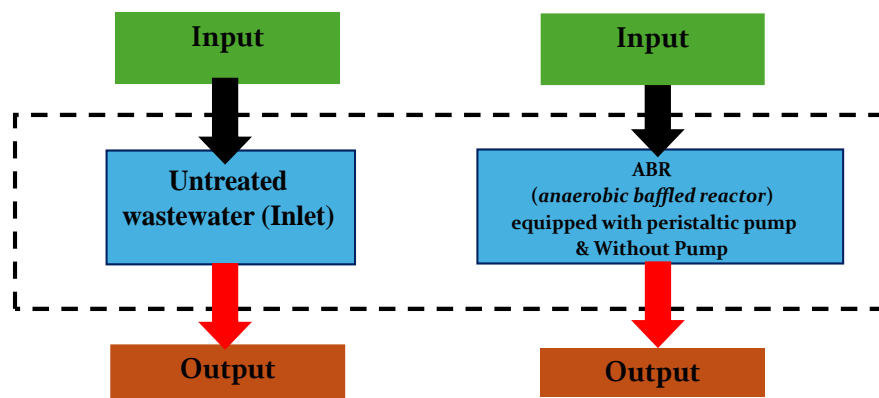 Input
Input
Untreated
wastewater (Inlet)
ABR
(anaerobic baffled reactor)
equipped with peristaltic pump
& Without Pump
Output
Output